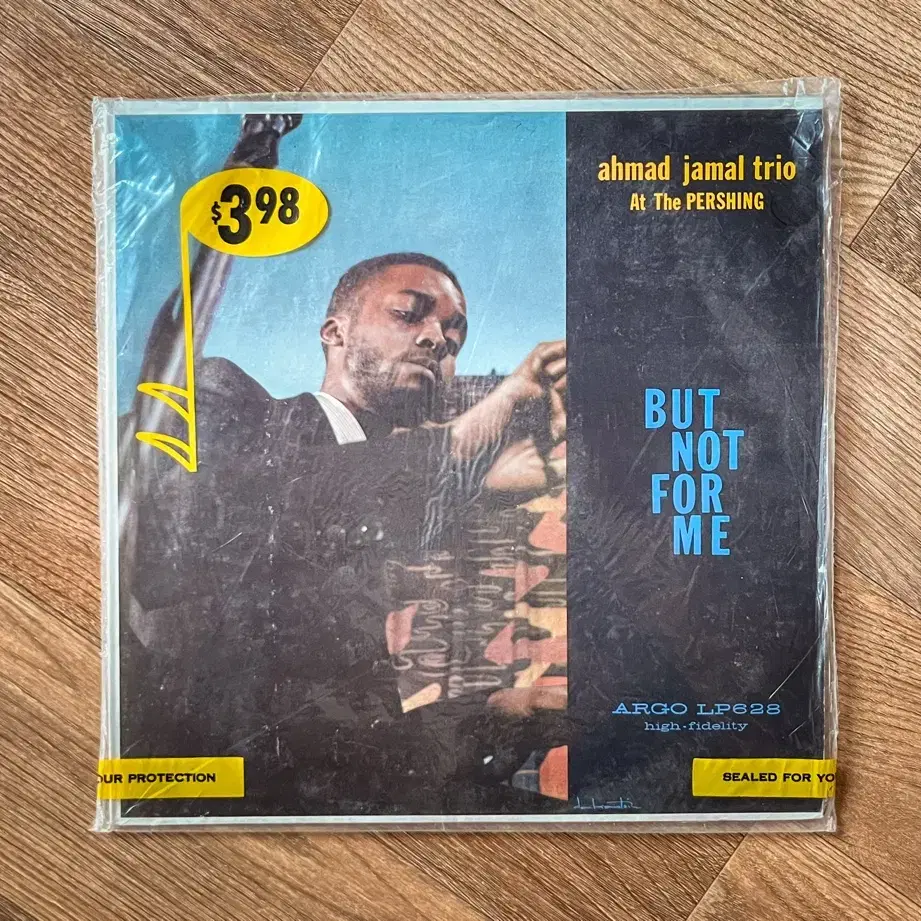 $3.98
ahmad jamal trio
At The PERSHING
BUT
NOT
FOR
ME
ARGO LP628
high-fidelity
OUR PROTECTION
SEALED FOR YO